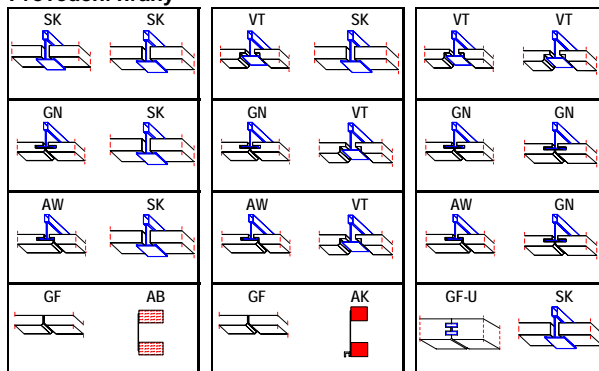 Provedení hrany
SK SK VT SK VT VT
GN SK GN VT GN GN
AW SK AW VT AW GN
GF AB GF AK GF-U SK